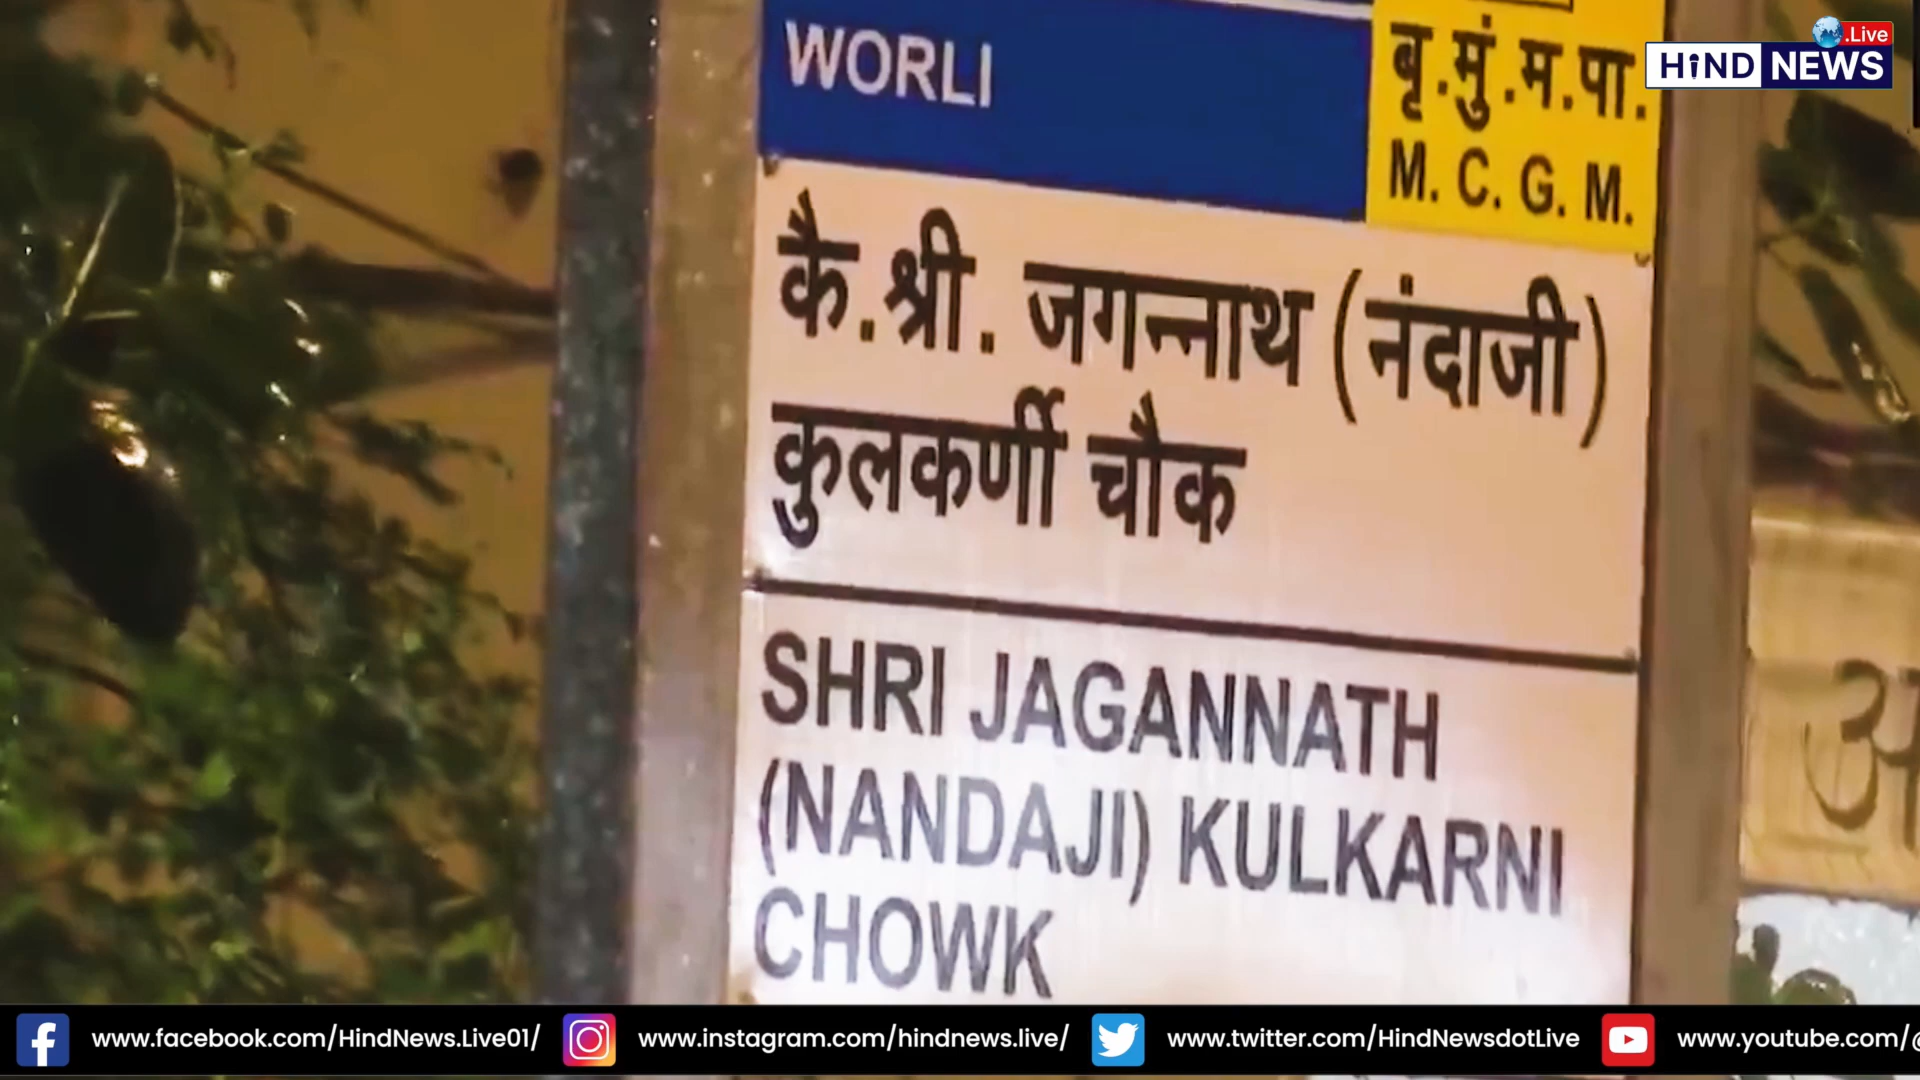 WORLI
बृ.मुं.म.पा.
M. C. G. M.
.Live
HIND NEWS
कै.श्री. जगन्नाथ (नंदाजी)
कुलकर्णी चौक
SHRI JAGANNATH
(NANDAJI) KULKARNI
CHOWK
www.facebook.com/HindNews.Live01/
www.instagram.com/hindnews.live/
www.twitter.com/HindNewsdotLive
www.youtube.com/@